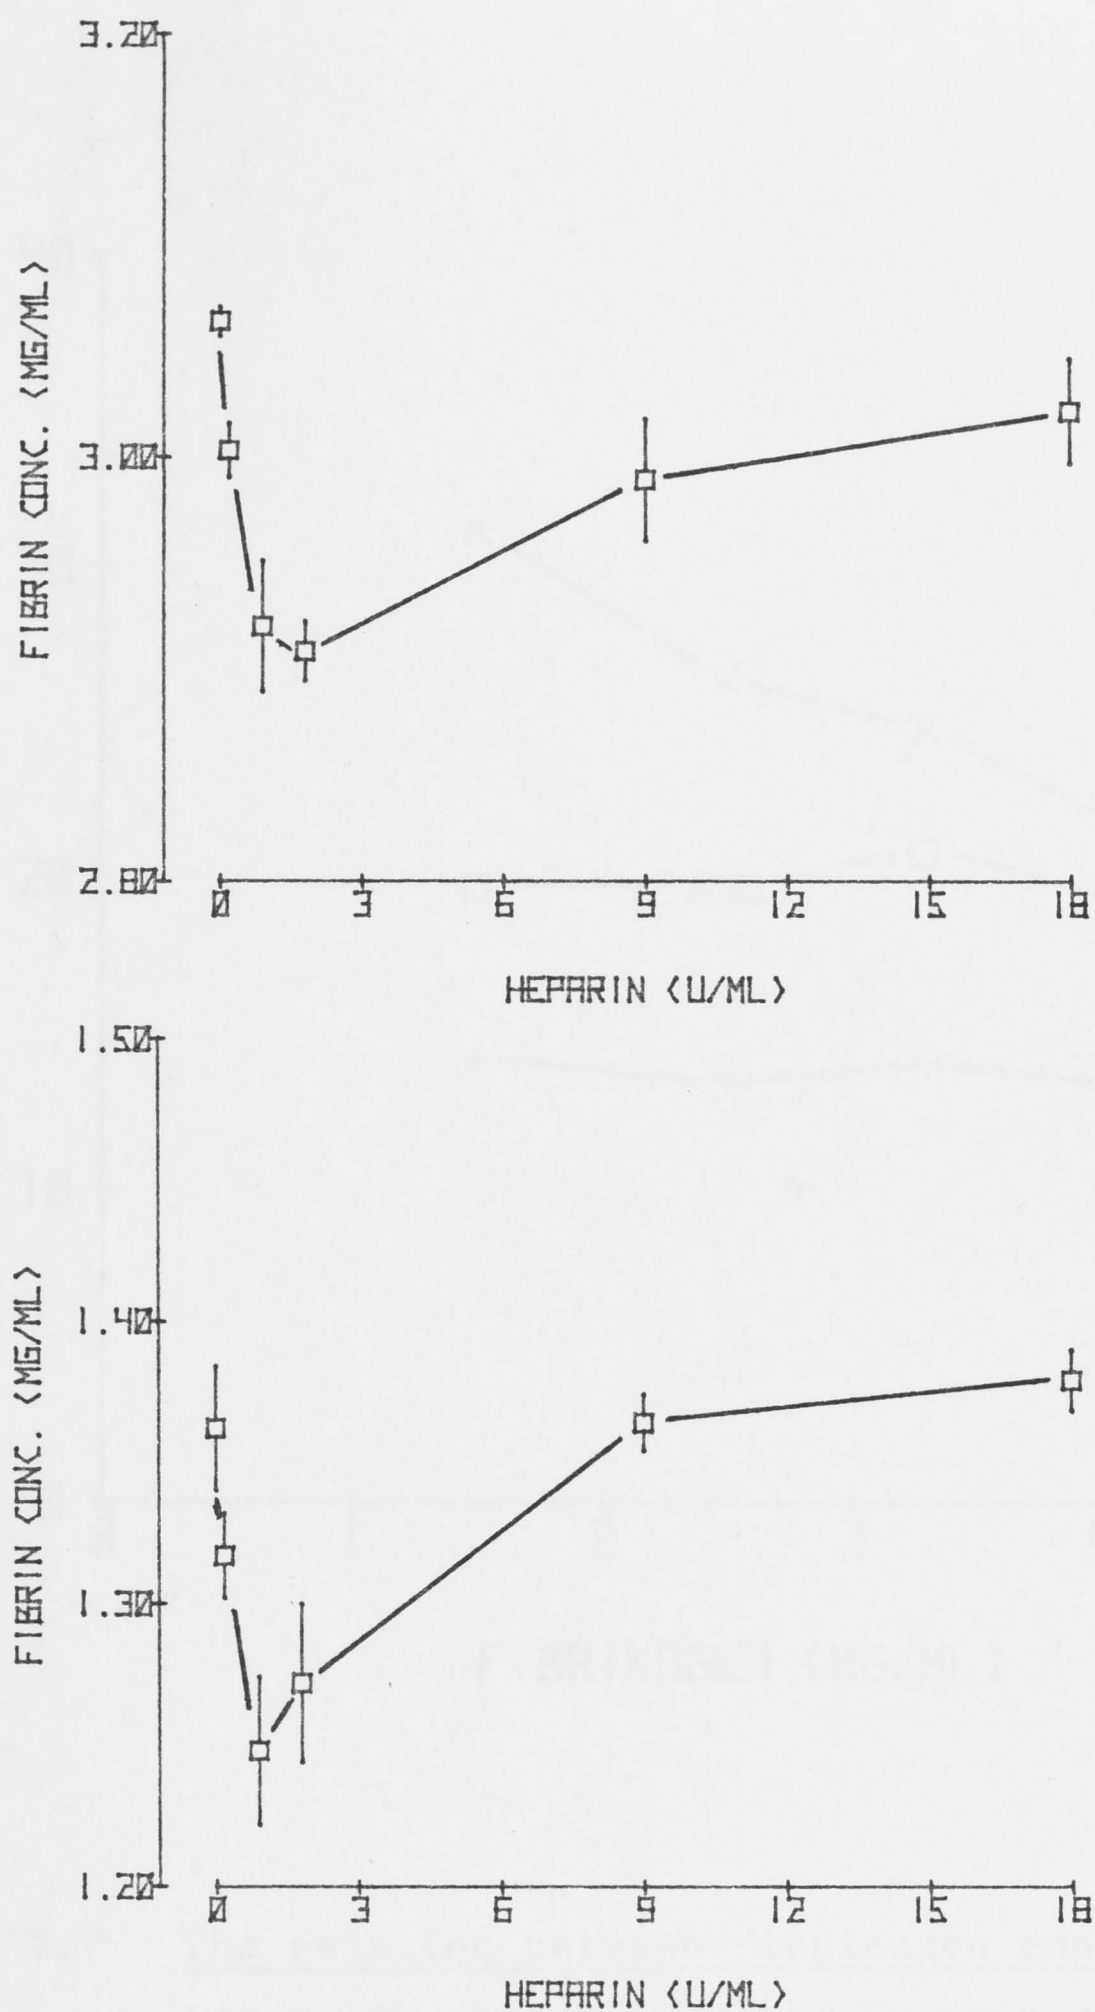 3.20
3.00
2.80
FIBRIN CONC. <MG/ML>
0 3 6 9 12 15 18
HEPARIN <U/ML>
1.50
1.40
1.30
1.20
FIBRIN CONC. <MG/ML>
0 3 6 9 12 15 18
HEPARIN <U/ML>